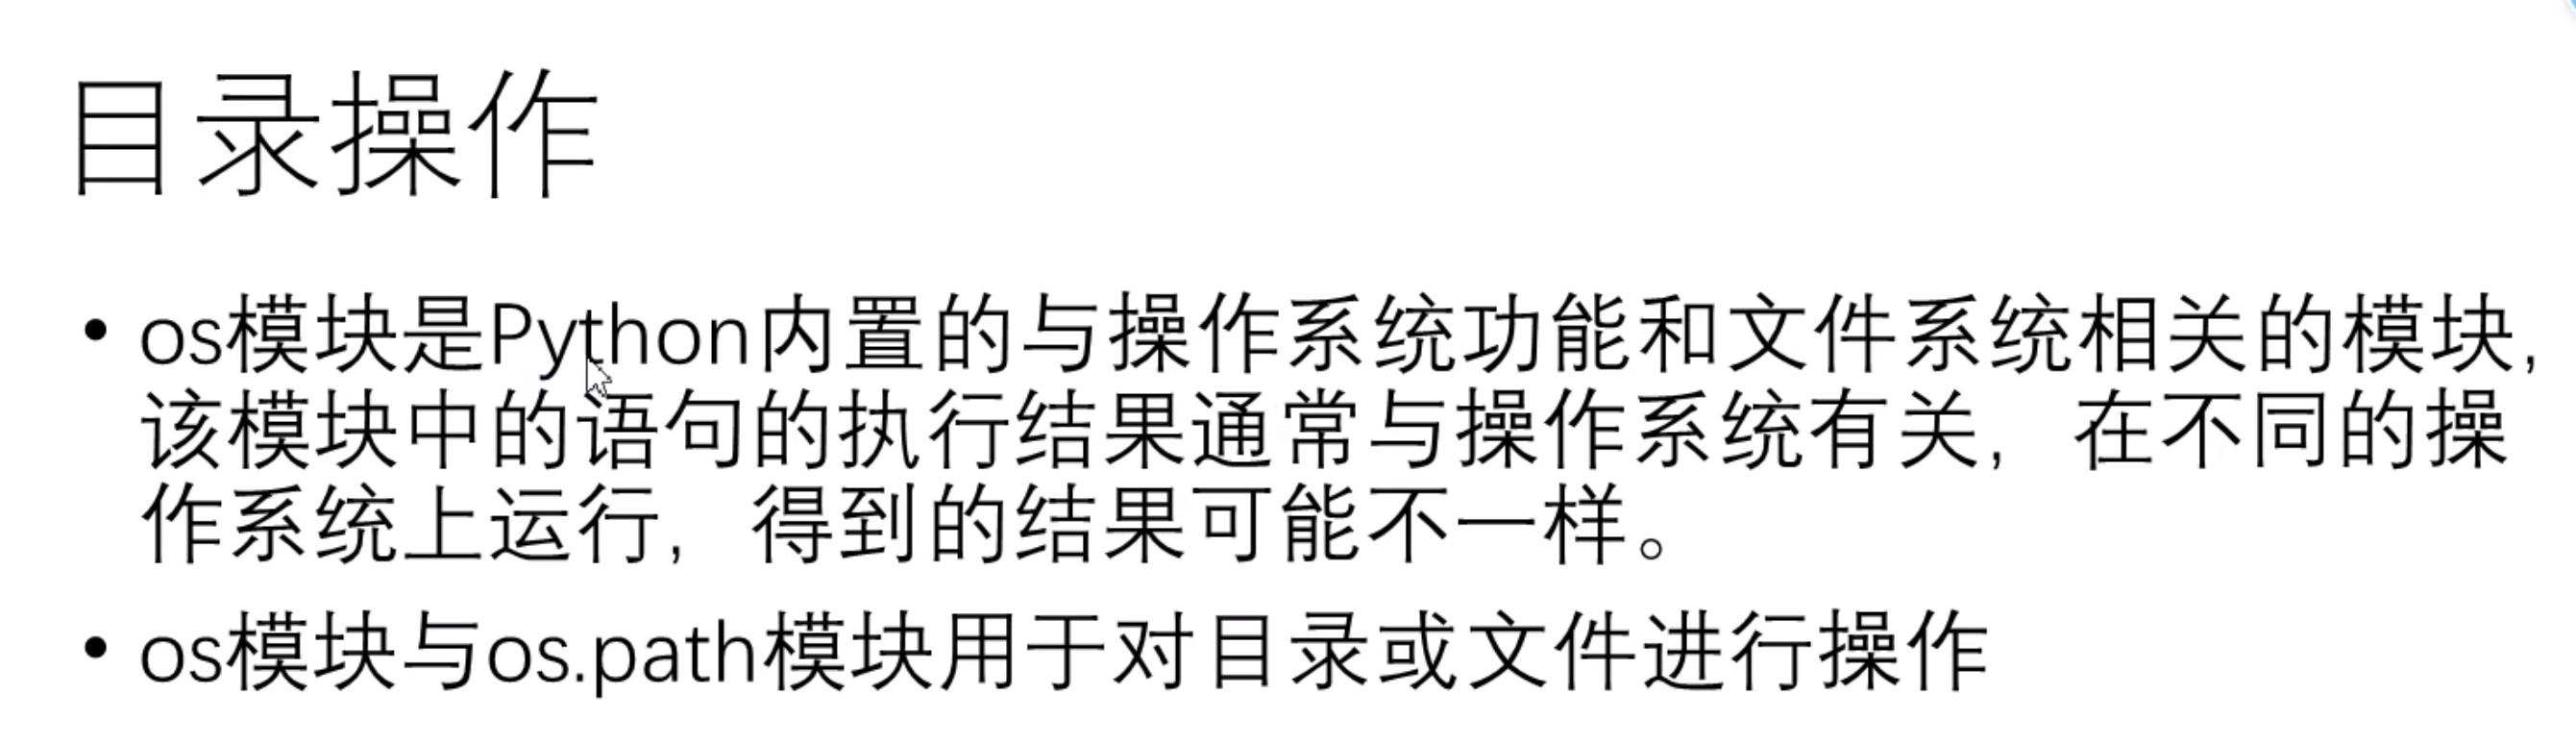 目录操作
• os模块是Python内置的与操作系统功能和文件系统相关的模块，
该模块中的语句的执行结果通常与操作系统有关，在不同的操
作系统上运行，得到的结果可能不一样。
• os模块与os.path模块用于对目录或文件进行操作